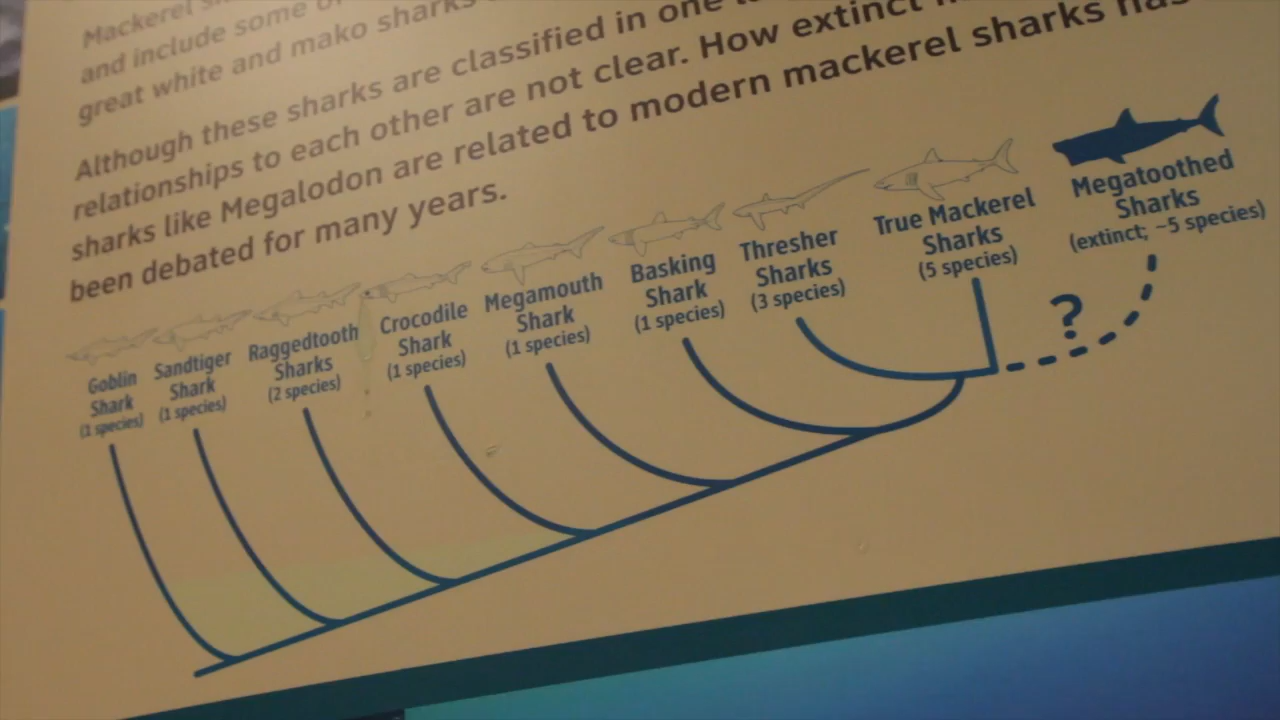 Mackerel
and include some
great white and mako sharks
Although these sharks are classified in one
relationships to each other are not clear. How extinct
sharks like Megalodon are related to modern mackerel sharks has
been debated for many years.
Goblin
Shark
(1 species)
Sandtiger
Shark
(1 species)
Raggedtooth
Sharks
(2 species)
Crocodile
Shark
(1 species)
Megamouth
Shark
(1 species)
Basking
Shark
(1 species)
Thresher
Sharks
(3 species)
True Mackerel
Sharks
(5 species)
Megatoothed
Sharks
(extinct; ~5 species)
?